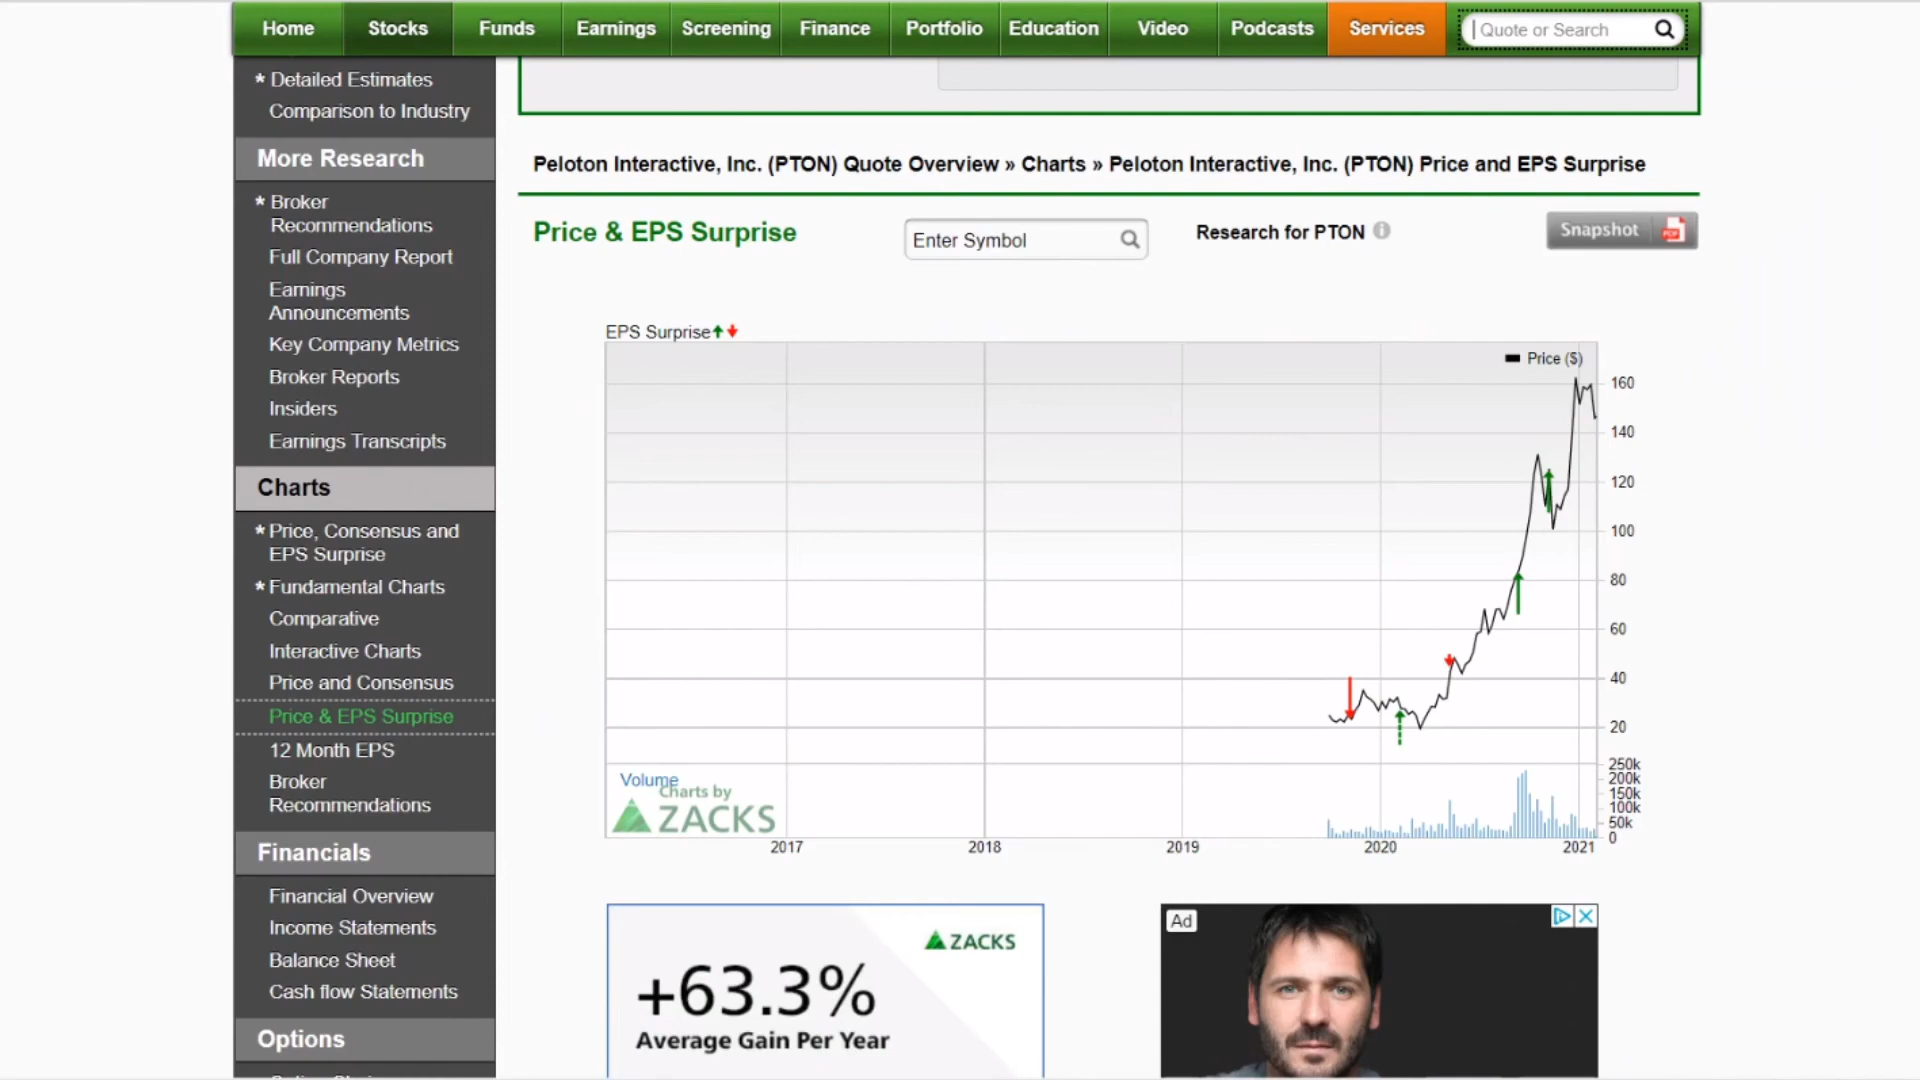 Home Stocks Funds Earnings Screening Finance Portfolio Education Video Podcasts Services Quote or Search
* Detailed Estimates
Comparison to Industry
More Research
* Broker
Recommendations
Full Company Report
Earnings
Announcements
Key Company Metrics
Broker Reports
Insiders
Earnings Transcripts
Charts
* Price, Consensus and
EPS Surprise
* Fundamental Charts
Comparative
Interactive Charts
Price and Consensus
Price & EPS Surprise
12 Month EPS
Broker
Recommendations
Financials
Financial Overview
Income Statements
Balance Sheet
Cash flow Statements
Options
Peloton Interactive, Inc. (PTON) Quote Overview » Charts » Peloton Interactive, Inc. (PTON) Price and EPS Surprise
Price & EPS Surprise Enter Symbol Research for PTON Snapshot PDF
EPS Surprise
Price ($)
160
140
120
100
80
60
40
20
250k
200k
150k
100k
50k
0
Volume
Charts by
ZACKS
2017 2018 2019 2020 2021
ZACKS
+63.3%
Average Gain Per Year
Ad